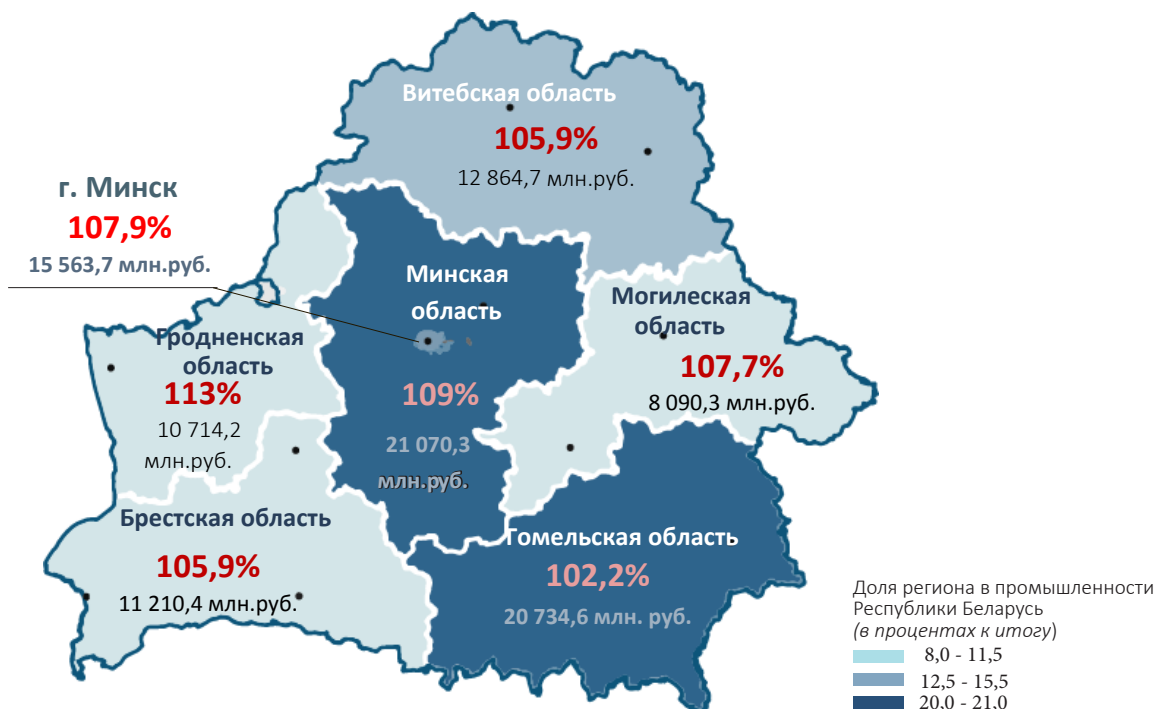 Витебская область
105,9%
12 864,7 млн.руб.
г. Минск
107,9%
15 563,7 млн.руб.
Минская
область
109%
21 070,3
млн.руб.
Могилеская
область
107,7%
8 090,3 млн.руб.
Гродненская
область
113%
10 714,2
млн.руб.
Брестская область
105,9%
11 210,4 млн.руб.
Гомельская область
102,2%
20 734,6 млн. руб.
Доля региона в промышленности
Республики Беларусь
(в процентах к итогу)
8,0 - 11,5
12,5 - 15,5
20,0 - 21,0